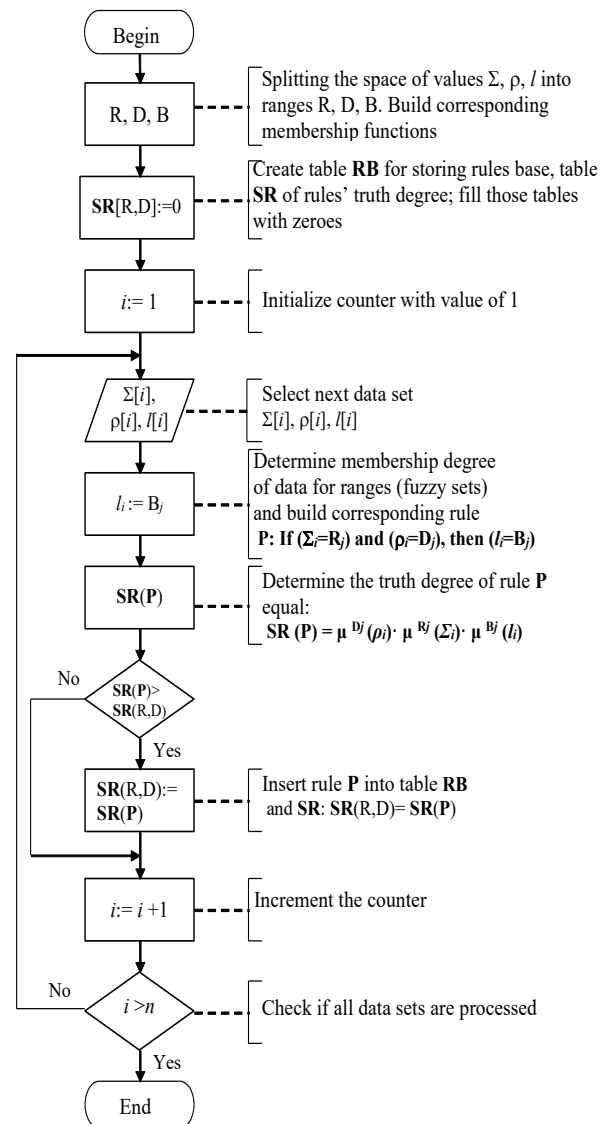 Begin
R, D, B
Splitting the space of values Σ, ρ, l into
ranges R, D, B. Build corresponding
membership functions
SR[R,D]:=0
Create table RB for storing rules base, table
SR of rules' truth degree; fill those tables
with zeroes
i:= 1
Initialize counter with value of 1
Σ[i],
ρ[i], l[i]
Select next data set
Σ[i], ρ[i], l[i]
lᵢ := Bⱼ
Determine membership degree
of data for ranges (fuzzy sets)
and build corresponding rule
P: If (Σᵢ=Rⱼ) and (ρᵢ=Dⱼ), then (lᵢ=Bⱼ)
SR(P)
Determine the truth degree of rule P
equal:
SR (P) = μ ᴰʲ (ρᵢ)· μ ᴿʲ (Σᵢ)· μ ᴮʲ (lᵢ)
No
SR(P)>
SR(R,D)
Yes
SR(R,D):=
SR(P)
Insert rule P into table RB
and SR: SR(R,D)= SR(P)
i:= i +1
Increment the counter
No
i >n
Check if all data sets are processed
Yes
End